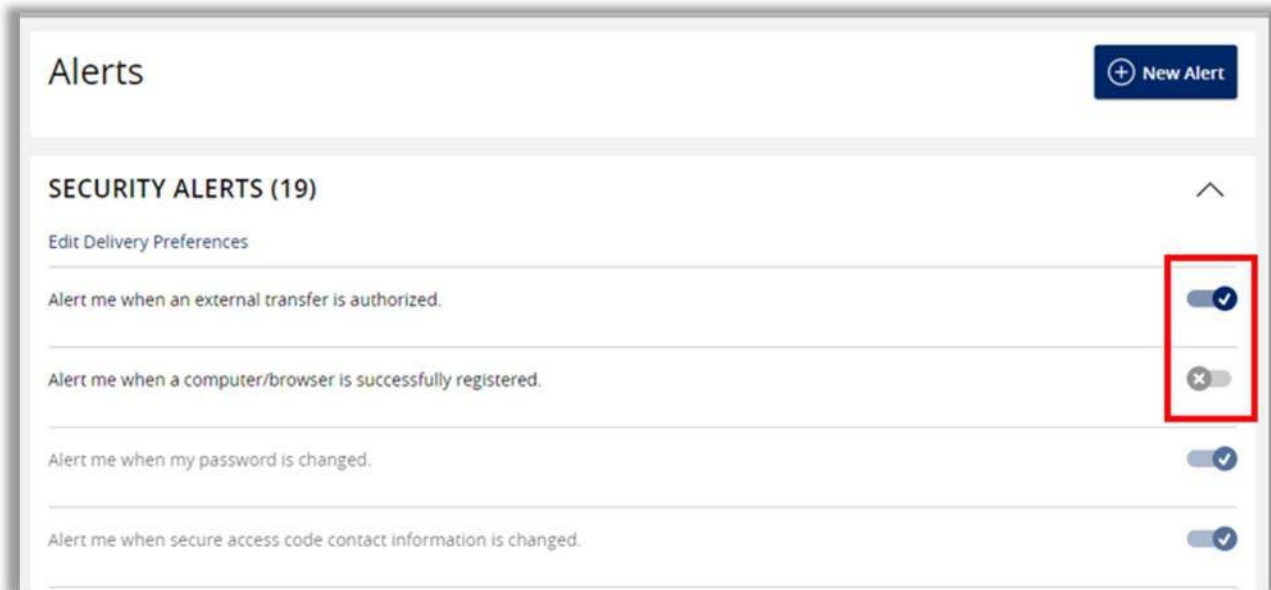 Alerts
New Alert
SECURITY ALERTS (19)
Edit Delivery Preferences
Alert me when an external transfer is authorized.
Alert me when a computer/browser is successfully registered.
Alert me when my password is changed.
Alert me when secure access code contact information is changed.